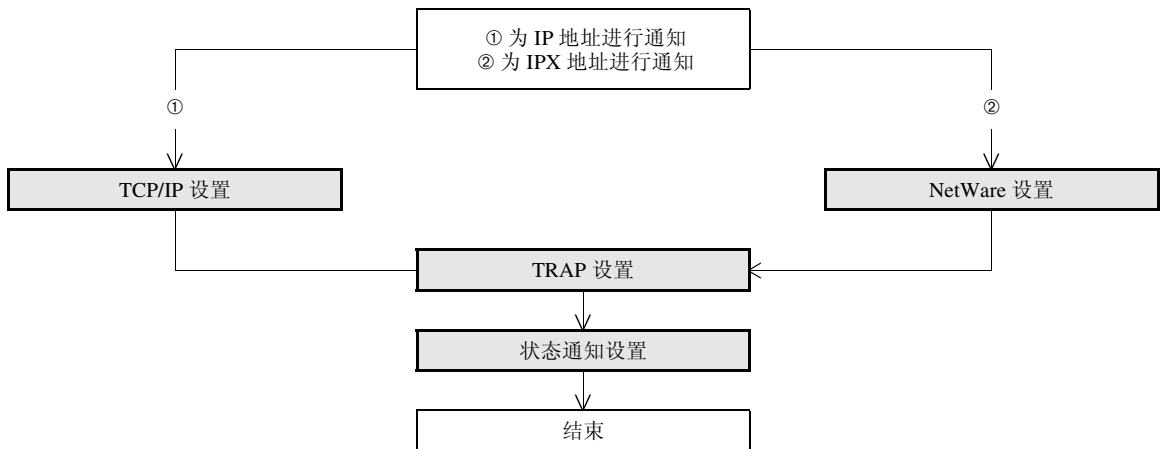 ① 为 IP 地址进行通知
② 为 IPX 地址进行通知
①
②
TCP/IP 设置
NetWare 设置
TRAP 设置
状态通知设置
结束